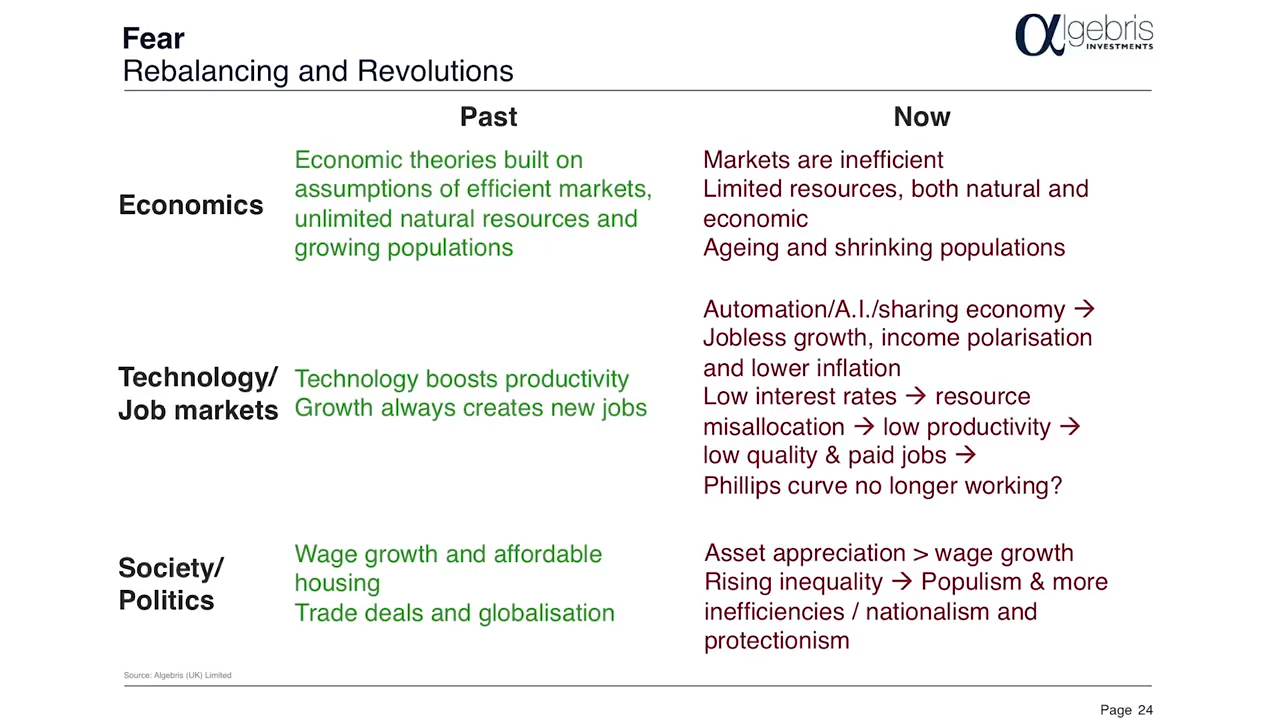 Fear
Rebalancing and Revolutions
αlgebris
INVESTMENTS
Past
Now
Economics
Economic theories built on
assumptions of efficient markets,
unlimited natural resources and
growing populations
Markets are inefficient
Limited resources, both natural and
economic
Ageing and shrinking populations
Technology/
Job markets
Technology boosts productivity
Growth always creates new jobs
Automation/A.I./sharing economy →
Jobless growth, income polarisation
and lower inflation
Low interest rates → resource
misallocation → low productivity →
low quality & paid jobs →
Phillips curve no longer working?
Society/
Politics
Wage growth and affordable
housing
Trade deals and globalisation
Asset appreciation > wage growth
Rising inequality → Populism & more
inefficiencies / nationalism and
protectionism
Source: Algebris (UK) Limited
Page 24